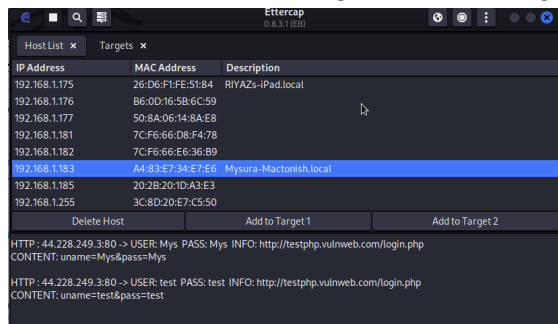 Ettercap
0.8.3.1 (EB)
Host List ×
Targets ×
IP Address MAC Address Description
192.168.1.175 26:D6:F1:FE:51:84 RIYAZs-iPad.local
192.168.1.176 B6:0D:16:5B:6C:59
192.168.1.177 50:8A:06:14:8A:E8
192.168.1.181 7C:F6:66:D8:F4:78
192.168.1.182 7C:F6:66:E6:36:B9
192.168.1.183 A4:83:E7:34:E7:E6 Mysura-Mactonish.local
192.168.1.185 20:2B:20:1D:A3:E3
192.168.1.255 3C:8D:20:E7:C5:50
Delete Host Add to Target 1 Add to Target 2
HTTP : 44.228.249.3:80 -> USER: Mys PASS: Mys INFO: http://testphp.vulnweb.com/login.php
CONTENT: uname=Mys&pass=Mys
HTTP : 44.228.249.3:80 -> USER: test PASS: test INFO: http://testphp.vulnweb.com/login.php
CONTENT: uname=test&pass=test